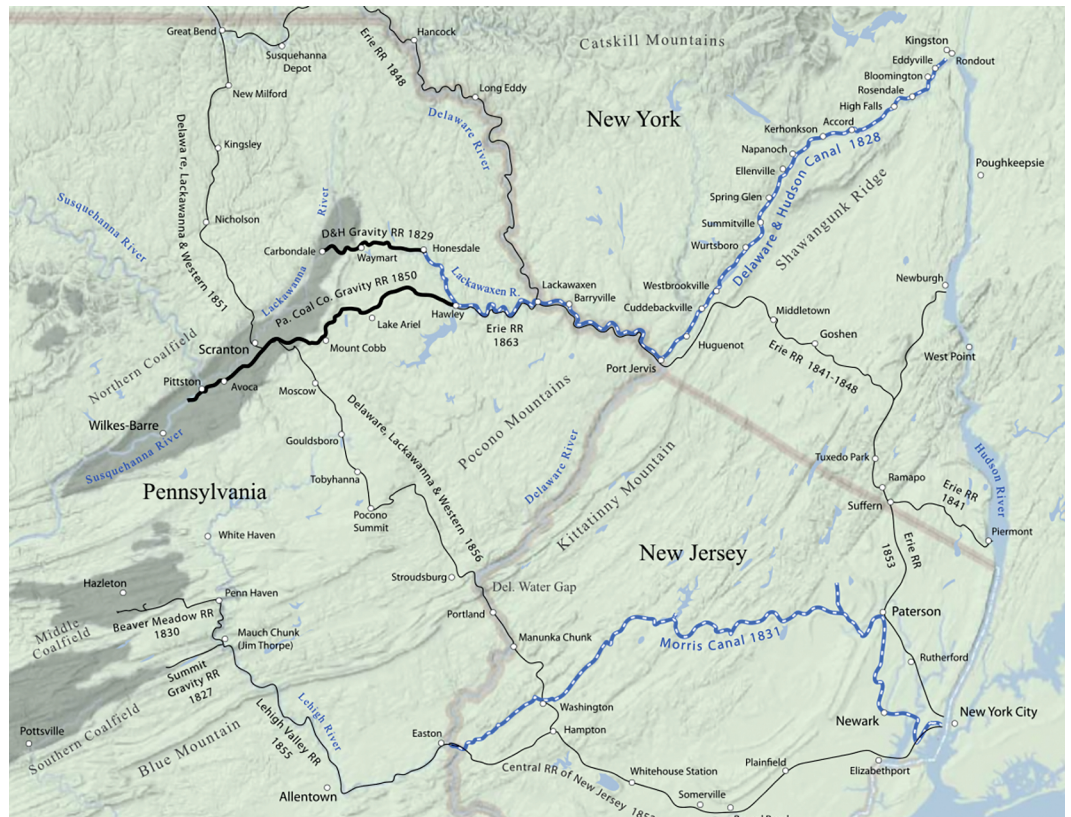 Great Bend
Susquehanna
Depot
Erie RR 1848
Hancock
Catskill Mountains
Kingston
Rondout
Eddyville
Bloomington
Rosendale
High Falls
Accord
Kerhonkson
Napanoch
Ellenville
Spring Glen
Summitville
Wurtsboro
Westbrookville
Cuddebackville
Huguenot
Port Jervis
Delaware & Hudson Canal 1828
Shawangunk Ridge
Poughkeepsie
New York
Long Eddy
Delaware River
New Milford
Kingsley
Nicholson
Delawa re, Lackawanna & Western 1851
Susquehanna River
Susquehanna River
Lackawanna
River
D&H Gravity RR 1829
Carbondale
Waymart
Honesdale
Pa. Coal Co. Gravity RR 1850
Lackawaxen R.
Lackawaxen
Barryville
Hawley
Erie RR
1863
Lake Ariel
Mount Cobb
Scranton
Northern Coalfield
Pittston
Avoca
Wilkes-Barre
Susquehanna River
Moscow
Gouldsboro
Tobyhanna
Pocono
Summit
Delaware, Lackawanna & Western 1856
Pocono Mountains
Delaware River
Kittatinny Mountain
Newburgh
Middletown
Goshen
Erie RR 1841-1848
West Point
Tuxedo Park
Ramapo
Suffern
Erie RR
1841
Hudson River
Piermont
Erie RR
1853
Pennsylvania
White Haven
Stroudsburg
Del. Water Gap
New Jersey
Hazleton
Penn Haven
Beaver Meadow RR
1830
Middle
Coalfield
Mauch Chunk
(Jim Thorpe)
Summit
Gravity RR
1827
Portland
Manunka Chunk
Morris Canal 1831
Paterson
Rutherford
Pottsville
Southern Coalfield
Blue Mountain
Lehigh Valley RR
1855
Lehigh River
Allentown
Easton
Washington
Hampton
Newark
New York City
Central RR of New Jersey
Whitehouse Station
Somerville
Plainfield
Elizabethport